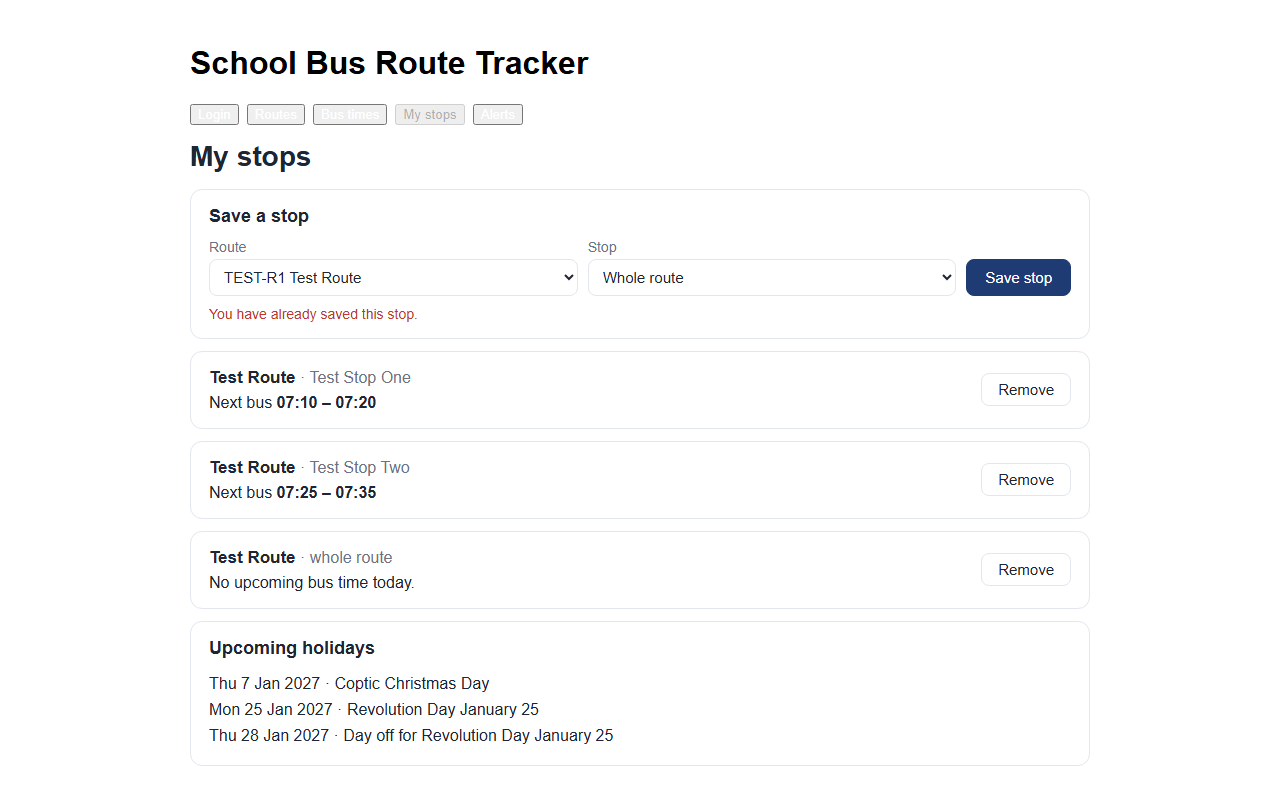 School Bus Route Tracker
Login Routes Bus times My stops Alerts
My stops
Save a stop
Route Stop
TEST-R1 Test Route Whole route Save stop
You have already saved this stop.
Test Route · Test Stop One
Next bus 07:10 – 07:20
Remove
Test Route · Test Stop Two
Next bus 07:25 – 07:35
Remove
Test Route · whole route
No upcoming bus time today.
Remove
Upcoming holidays
Thu 7 Jan 2027 · Coptic Christmas Day
Mon 25 Jan 2027 · Revolution Day January 25
Thu 28 Jan 2027 · Day off for Revolution Day January 25